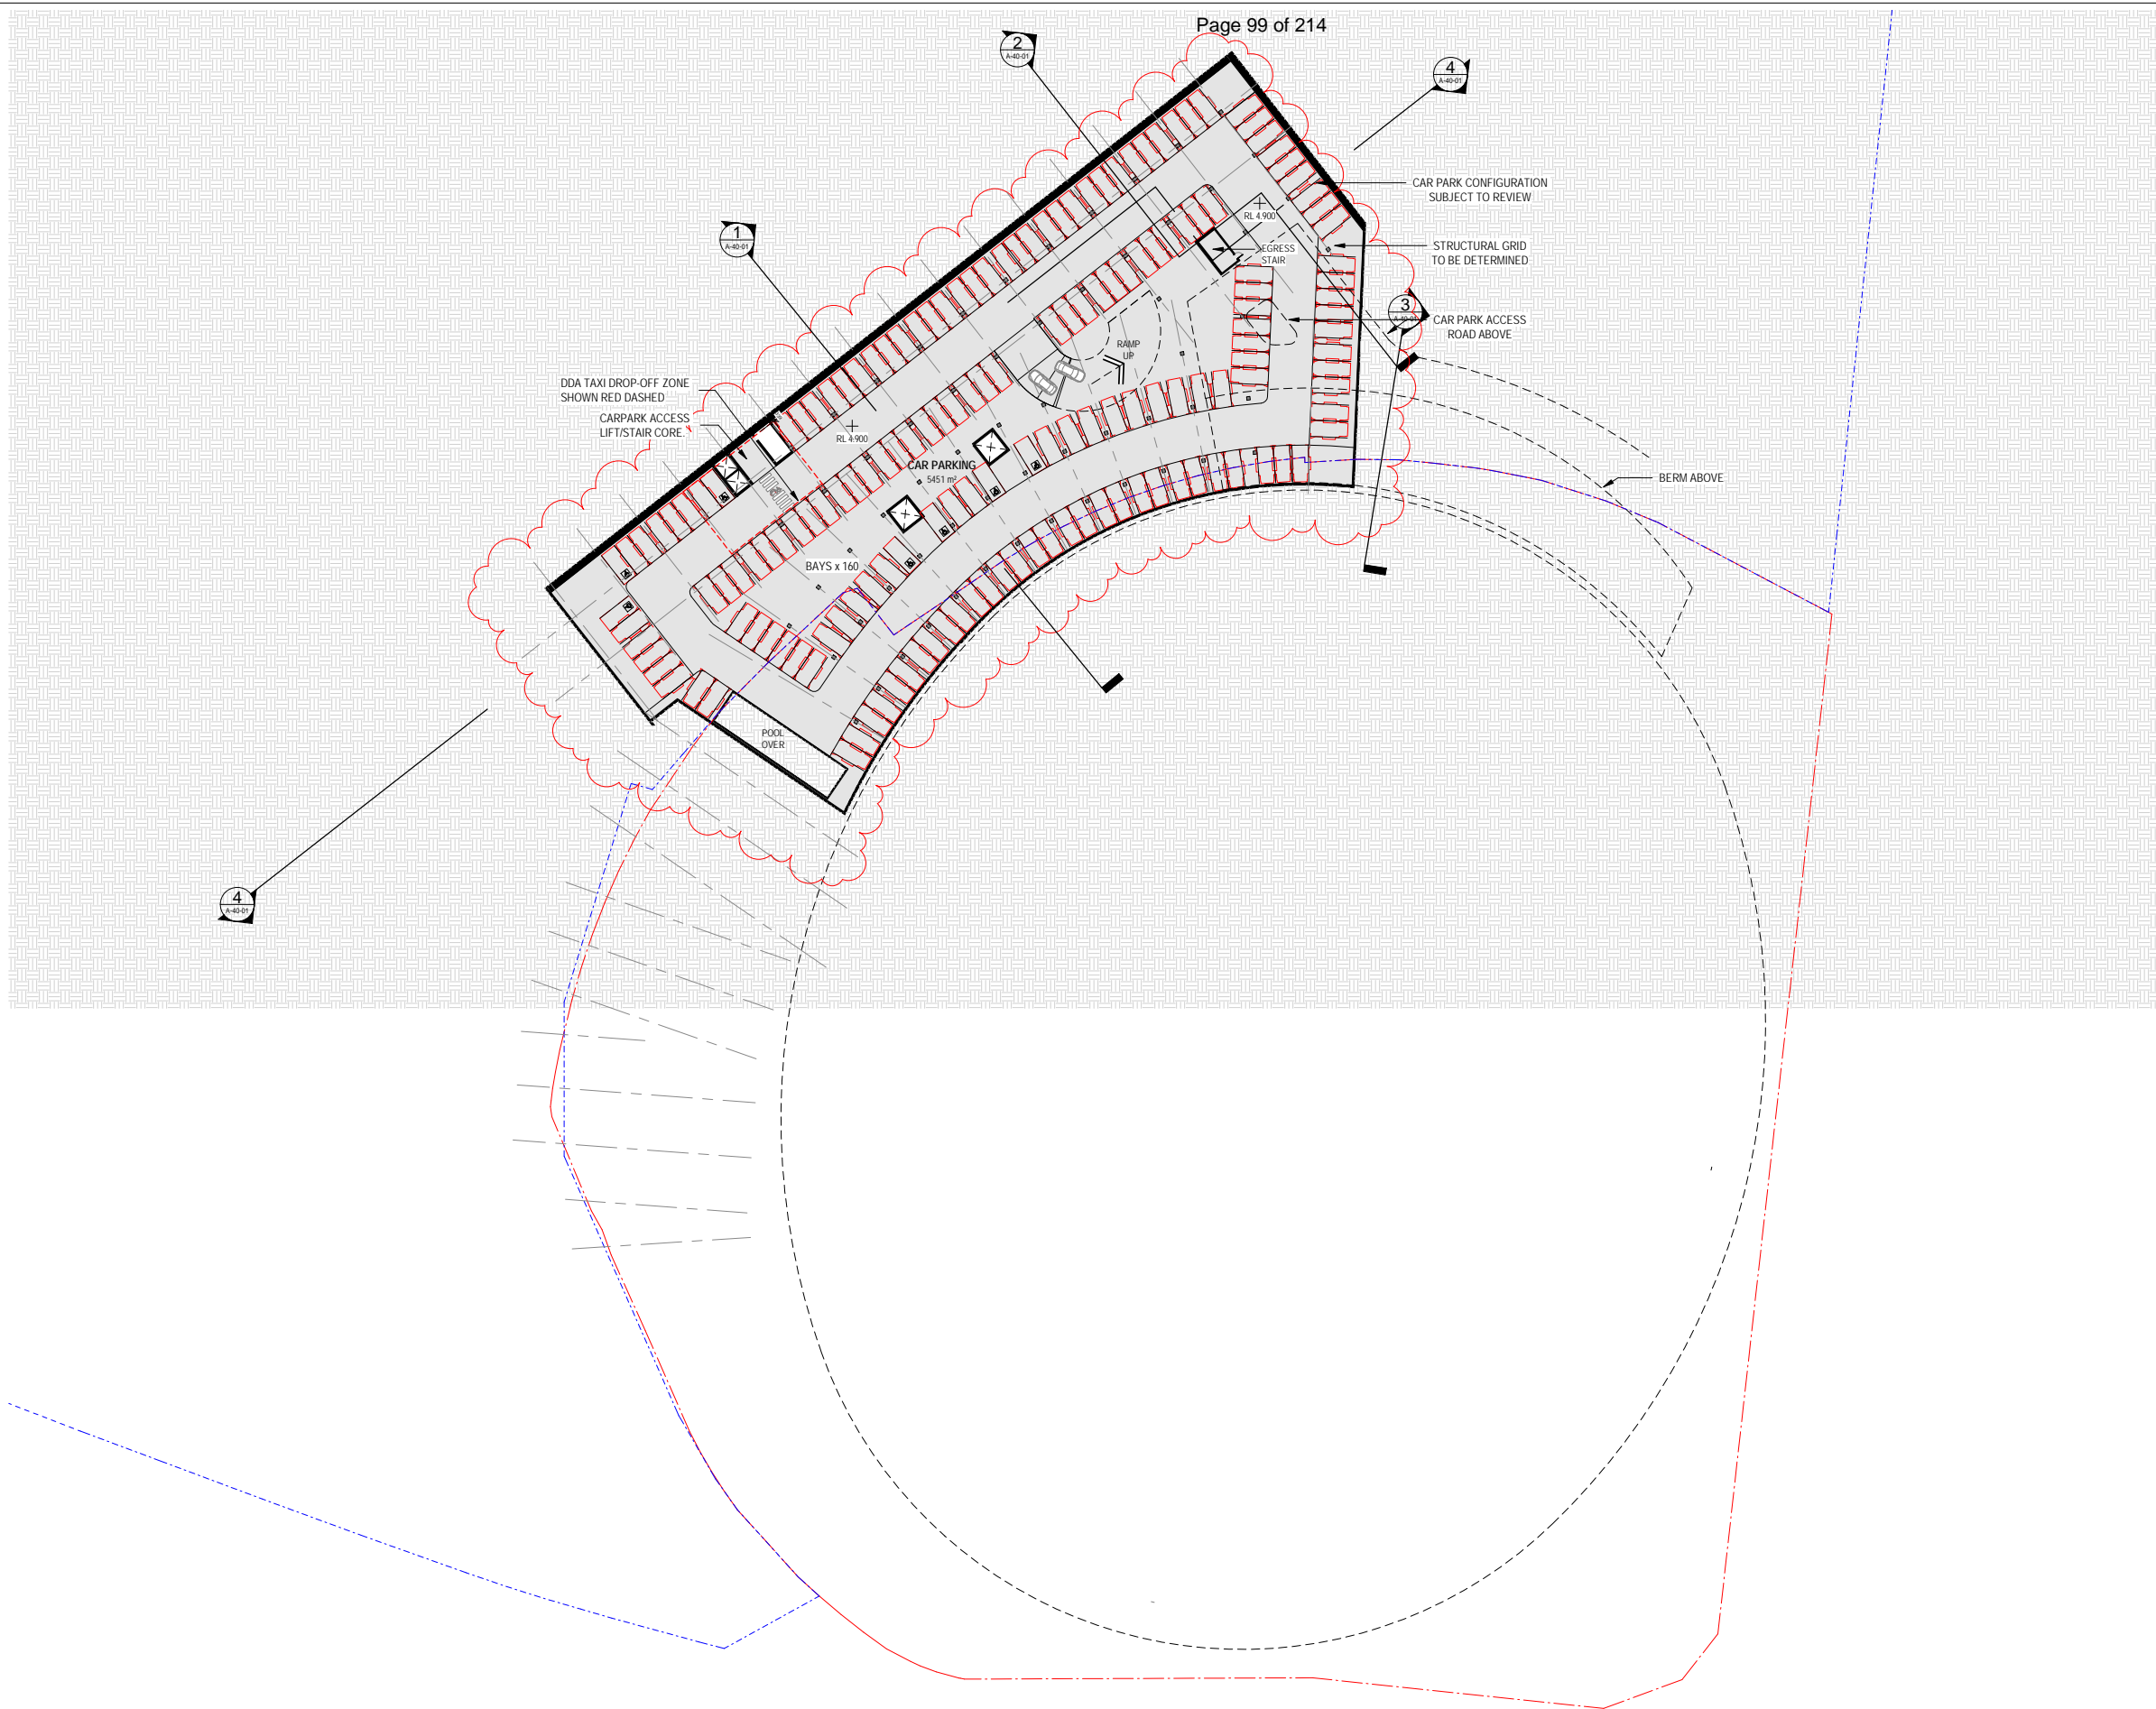 Page 99 of 214
2
A-40-01
4
A-40-01
CAR PARK CONFIGURATION
SUBJECT TO REVIEW
RL 4.900
1
A-40-01
EGRESS
STAIR
STRUCTURAL GRID
TO BE DETERMINED
3
A-40-01
CAR PARK ACCESS
ROAD ABOVE
RAMP
UP
DDA TAXI DROP-OFF ZONE
SHOWN RED DASHED
CARPARK ACCESS
LIFT/STAIR CORE.
RL 4.900
CAR PARKING
5451 m²
BERM ABOVE
BAYS x 160
POOL
OVER
4
A-40-01